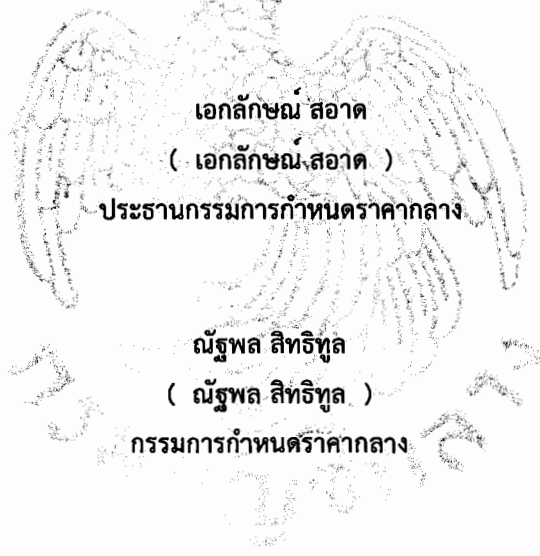 เอกลักษณ์ สอาด
( เอกลักษณ์ สอาด )
ประธานกรรมการกำหนดราคากลาง
ณัฐพล สิทธิทูล
( ณัฐพล สิทธิทูล )
กรรมการกำหนดราคากลาง